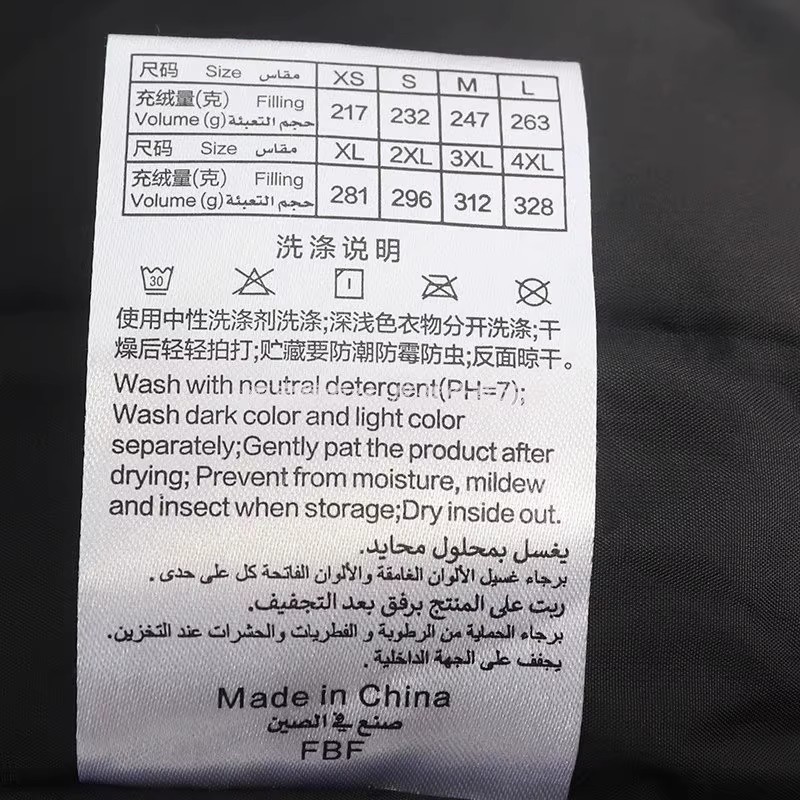 尺码 Size مقاس XS S M L
充绒量(克) Filling
Volume (g) حجم التعبئة 217 232 247 263
尺码 Size مقاس XL 2XL 3XL 4XL
充绒量(克) Filling
Volume (g) حجم التعبئة 281 296 312 328
洗涤说明
30
使用中性洗涤剂洗涤;深浅色衣物分开洗涤;干
燥后轻轻拍打;贮藏要防潮防霉防虫;反面晾干。
Wash with neutral detergent(PH=7);
Wash dark color and light color
separately;Gently pat the product after
drying; Prevent from moisture, mildew
and insect when storage;Dry inside out.
يغسل بمحلول محايد.
برجاء غسيل الألوان الغامقة والألوان الفاتحة كل على حدى.
ربت على المنتج برفق بعد التجفيف.
برجاء الحماية من الرطوبة و الفطريات والحشرات عند التخزين.
يجفف على الجهة الداخلية.
Made in China
صنع في الصين
FBF